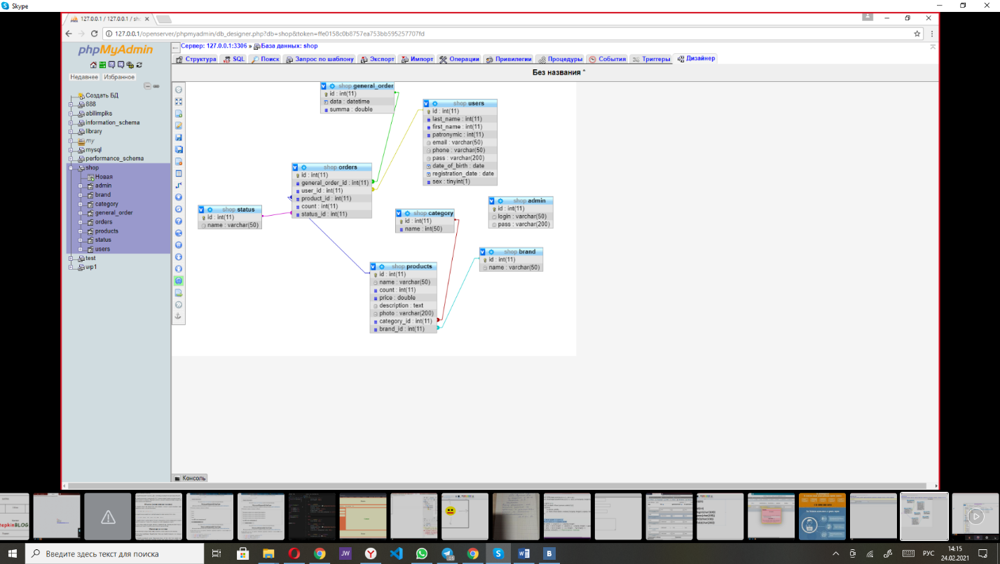 Skype
127.0.0.1 / 127.0.0.1 / sho
127.0.0.1/openserver/phpmyadmin/db_designer.php?db=shop&token=ffe0158c0b8757ea753bb595257707fd
phpMyAdmin
Недавнее Избранное
Создать БД
888
abilimpiks
information_schema
library
my
mysql
performance_schema
shop
Новая
admin
brand
category
general_order
orders
products
status
users
test
wp1
Сервер: 127.0.0.1:3306 » База данных: shop
Структура SQL Поиск Запрос по шаблону Экспорт Импорт Операции Привилегии Процедуры События Триггеры Дизайнер
Без названия *
shop general_order
id : int(11)
data : datetime
summa : double
shop users
id : int(11)
last_name : int(11)
first_name : int(11)
patronymic : int(11)
email : varchar(50)
phone : varchar(50)
pass : varchar(200)
date_of_birth : date
registration_date : date
sex : tinyint(1)
shop orders
id : int(11)
general_order_id : int(11)
user_id : int(11)
product_id : int(11)
count : int(11)
status_id : int(11)
shop status
id : int(11)
name : varchar(50)
shop category
id : int(11)
name : int(50)
shop admin
id : int(11)
login : varchar(50)
pass : varchar(200)
shop brand
id : int(11)
name : varchar(50)
shop products
id : int(11)
name : varchar(50)
count : int(11)
price : double
description : text
photo : varchar(200)
category_id : int(11)
brand_id : int(11)
Консоль
Введите здесь текст для поиска
JW
РУС
14:15
24.02.2021